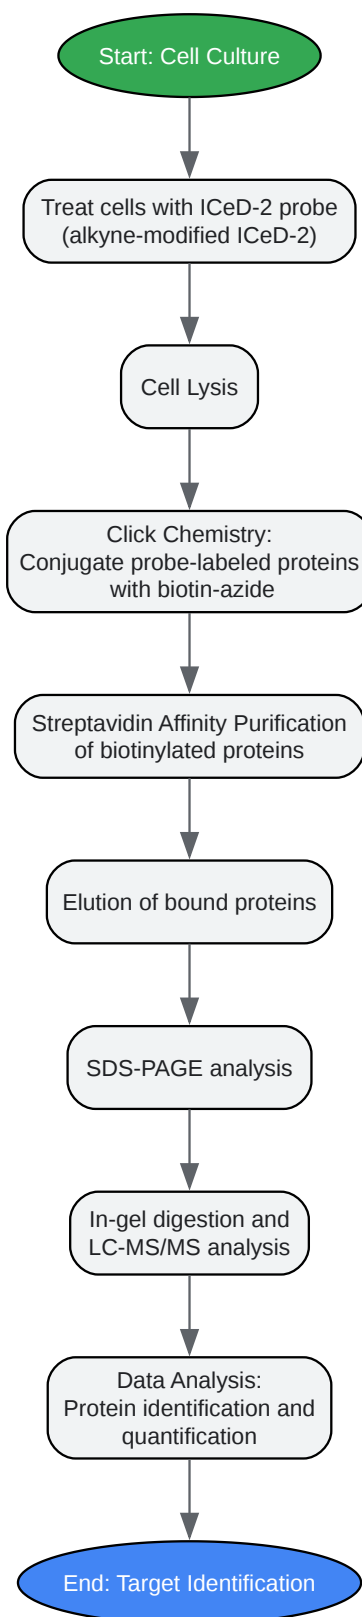 Start: Cell Culture
Treat cells with ICeD-2 probe
(alkyne-modified ICeD-2)
Cell Lysis
Click Chemistry:
Conjugate probe-labeled proteins
with biotin-azide
Streptavidin Affinity Purification
of biotinylated proteins
Elution of bound proteins
SDS-PAGE analysis
In-gel digestion and
LC-MS/MS analysis
Data Analysis:
Protein identification and
quantification
End: Target Identification